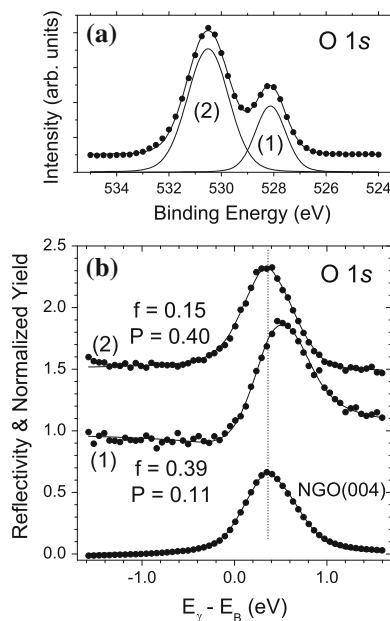 (a)
O 1s
Intensity (arb. units)
(2)
(1)
534 532 530 528 526 524
Binding Energy (eV)
(b)
O 1s
Reflectivity & Normalized Yield
2.5
2.0
1.5
1.0
0.5
0.0
f = 0.15
P = 0.40
(2)
(1)
f = 0.39
P = 0.11
NGO(004)
-1.0 0.0 1.0
Eγ - EB (eV)